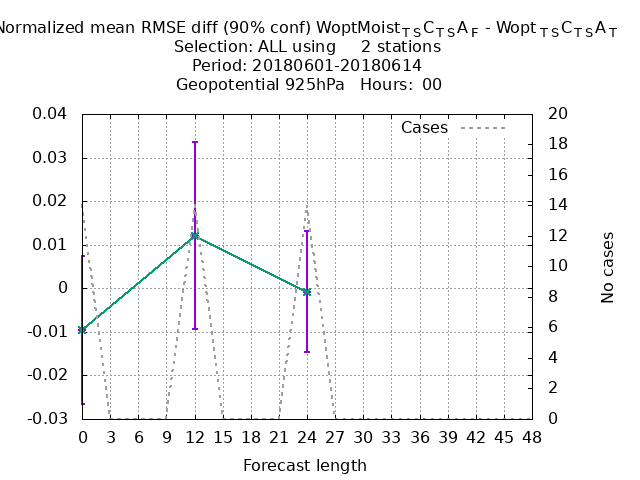 Normalized mean RMSE diff (90% conf) WoptMoistTSCTSAF - WoptTSCTSAT
Selection: ALL using 2 stations
Period: 20180601-20180614
Geopotential 925hPa Hours: 00
Cases
0.04
0.03
0.02
0.01
0
-0.01
-0.02
-0.03
20
18
16
14
12
10
8
6
4
2
0
No cases
0 3 6 9 12 15 18 21 24 27 30 33 36 39 42 45 48
Forecast length